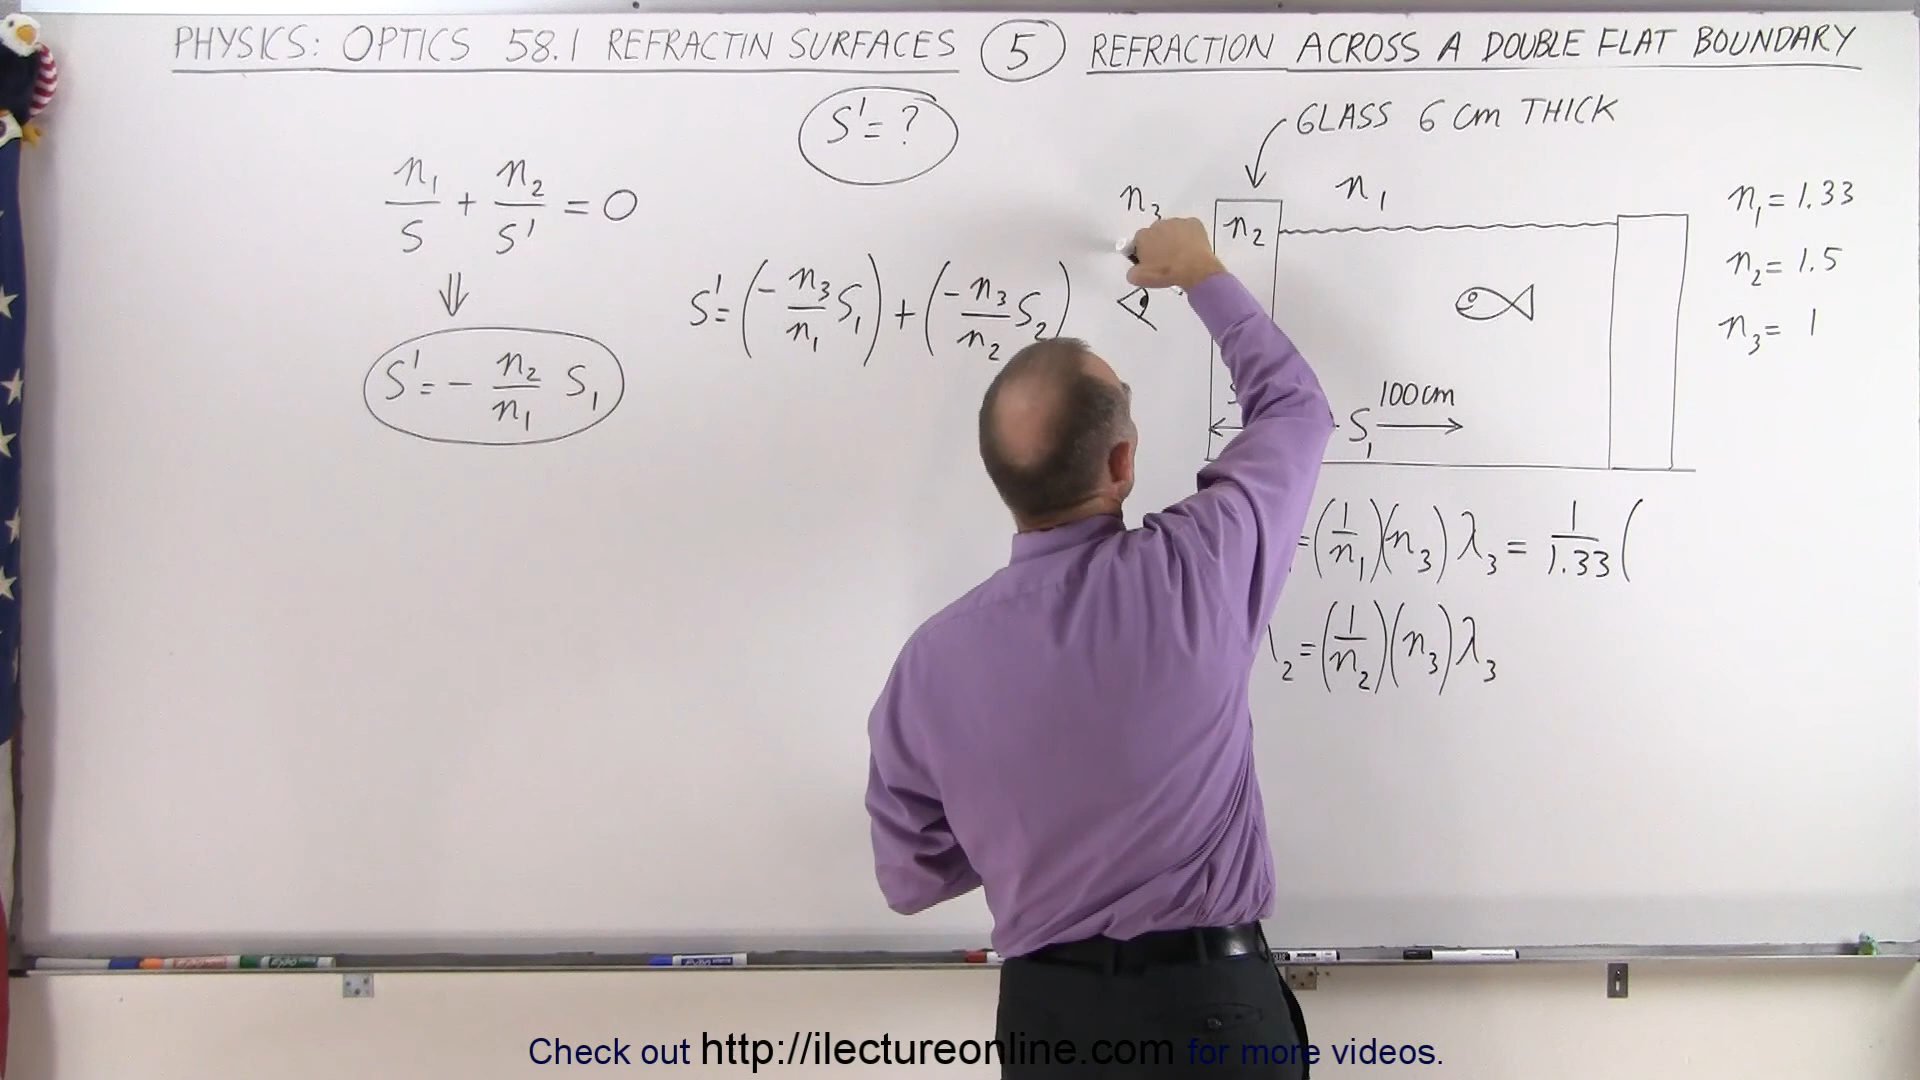 PHYSICS: OPTICS 58.1 REFRACTIN SURFACES 5 REFRACTION ACROSS A DOUBLE FLAT BOUNDARY
S' = ?
GLASS 6 cm THICK
n₁/S + n₂/S' = 0
⇓
S' = - n₂/n₁ S₁
S' = (- n₃/n₁ S₁) + (- n₃/n₂ S₂)
n₃
n₂
n₁
100 cm
S₁
n₁ = 1.33
n₂ = 1.5
n₃ = 1
= (1/n₁)(n₃) λ₃ = 1/1.33 (
λ₂ = (1/n₂)(n₃) λ₃
Check out http://ilectureonline.com for more videos.